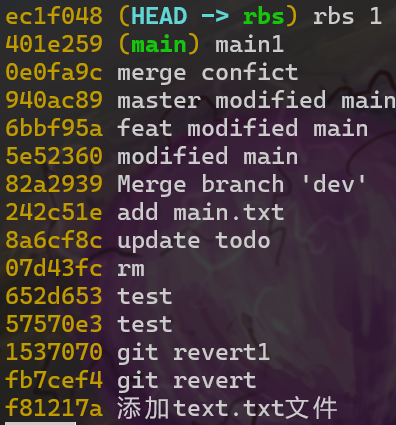 ec1f048 (HEAD -> rbs) rbs 1
401e259 (main) main1
0e0fa9c merge confict
940ac89 master modified main
6bbf95a feat modified main
5e52360 modified main
82a2939 Merge branch 'dev'
242c51e add main.txt
8a6cf8c update todo
07d43fc rm
652d653 test
57570e3 test
1537070 git revert1
fb7cef4 git revert
f81217a 添加text.txt文件